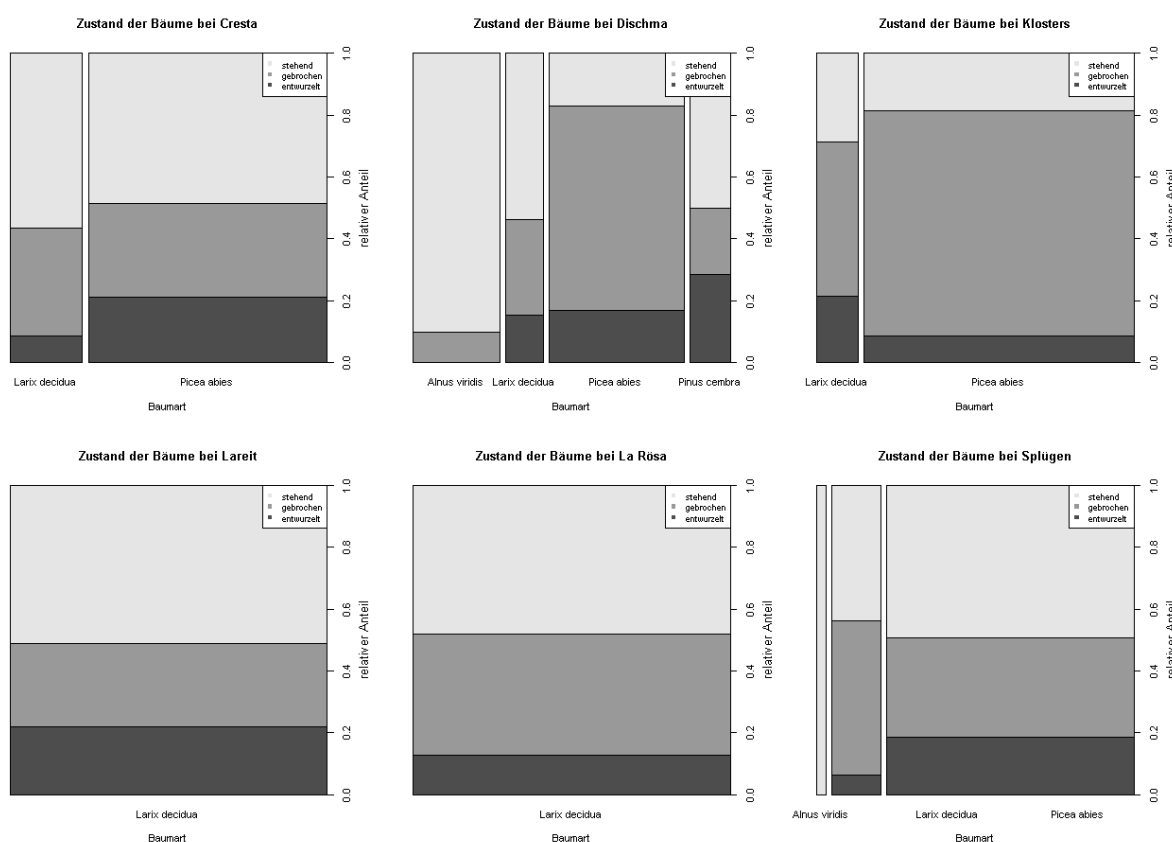 Zustand der Bäume bei Cresta
stehend
gebrochen
entwurzelt
0.0 0.2 0.4 0.6 0.8 1.0
relativer Anteil
Larix decidua Picea abies
Baumart
Zustand der Bäume bei Dischma
stehend
gebrochen
entwurzelt
0.0 0.2 0.4 0.6 0.8 1.0
relativer Anteil
Alnus viridis Larix decidua Picea abies Pinus cembra
Baumart
Zustand der Bäume bei Klosters
stehend
gebrochen
entwurzelt
0.0 0.2 0.4 0.6 0.8 1.0
relativer Anteil
Larix decidua Picea abies
Baumart
Zustand der Bäume bei Lareit
stehend
gebrochen
entwurzelt
0.0 0.2 0.4 0.6 0.8 1.0
relativer Anteil
Larix decidua
Baumart
Zustand der Bäume bei La Rösa
stehend
gebrochen
entwurzelt
0.0 0.2 0.4 0.6 0.8 1.0
relativer Anteil
Larix decidua
Baumart
Zustand der Bäume bei Splügen
stehend
gebrochen
entwurzelt
0.0 0.2 0.4 0.6 0.8 1.0
relativer Anteil
Alnus viridis Larix decidua Picea abies
Baumart